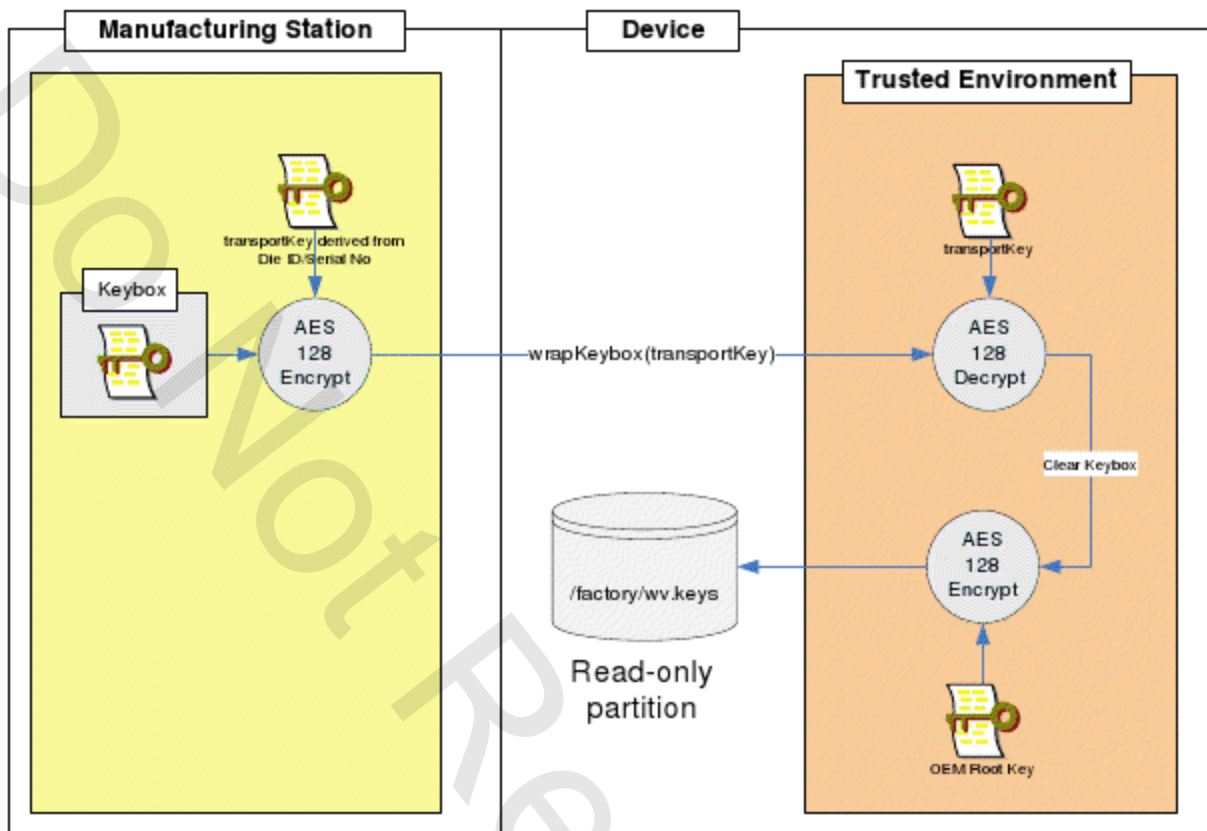 Manufacturing Station
Device
Trusted Environment
transportKey derived from
Die ID/Serial No
transportKey
Keybox
AES
128
Encrypt
wrapKeybox(transportKey)
AES
128
Decrypt
Clear Keybox
AES
128
Encrypt
/factory/wv.keys
Read-only
partition
OEM Root Key
Do Not Re